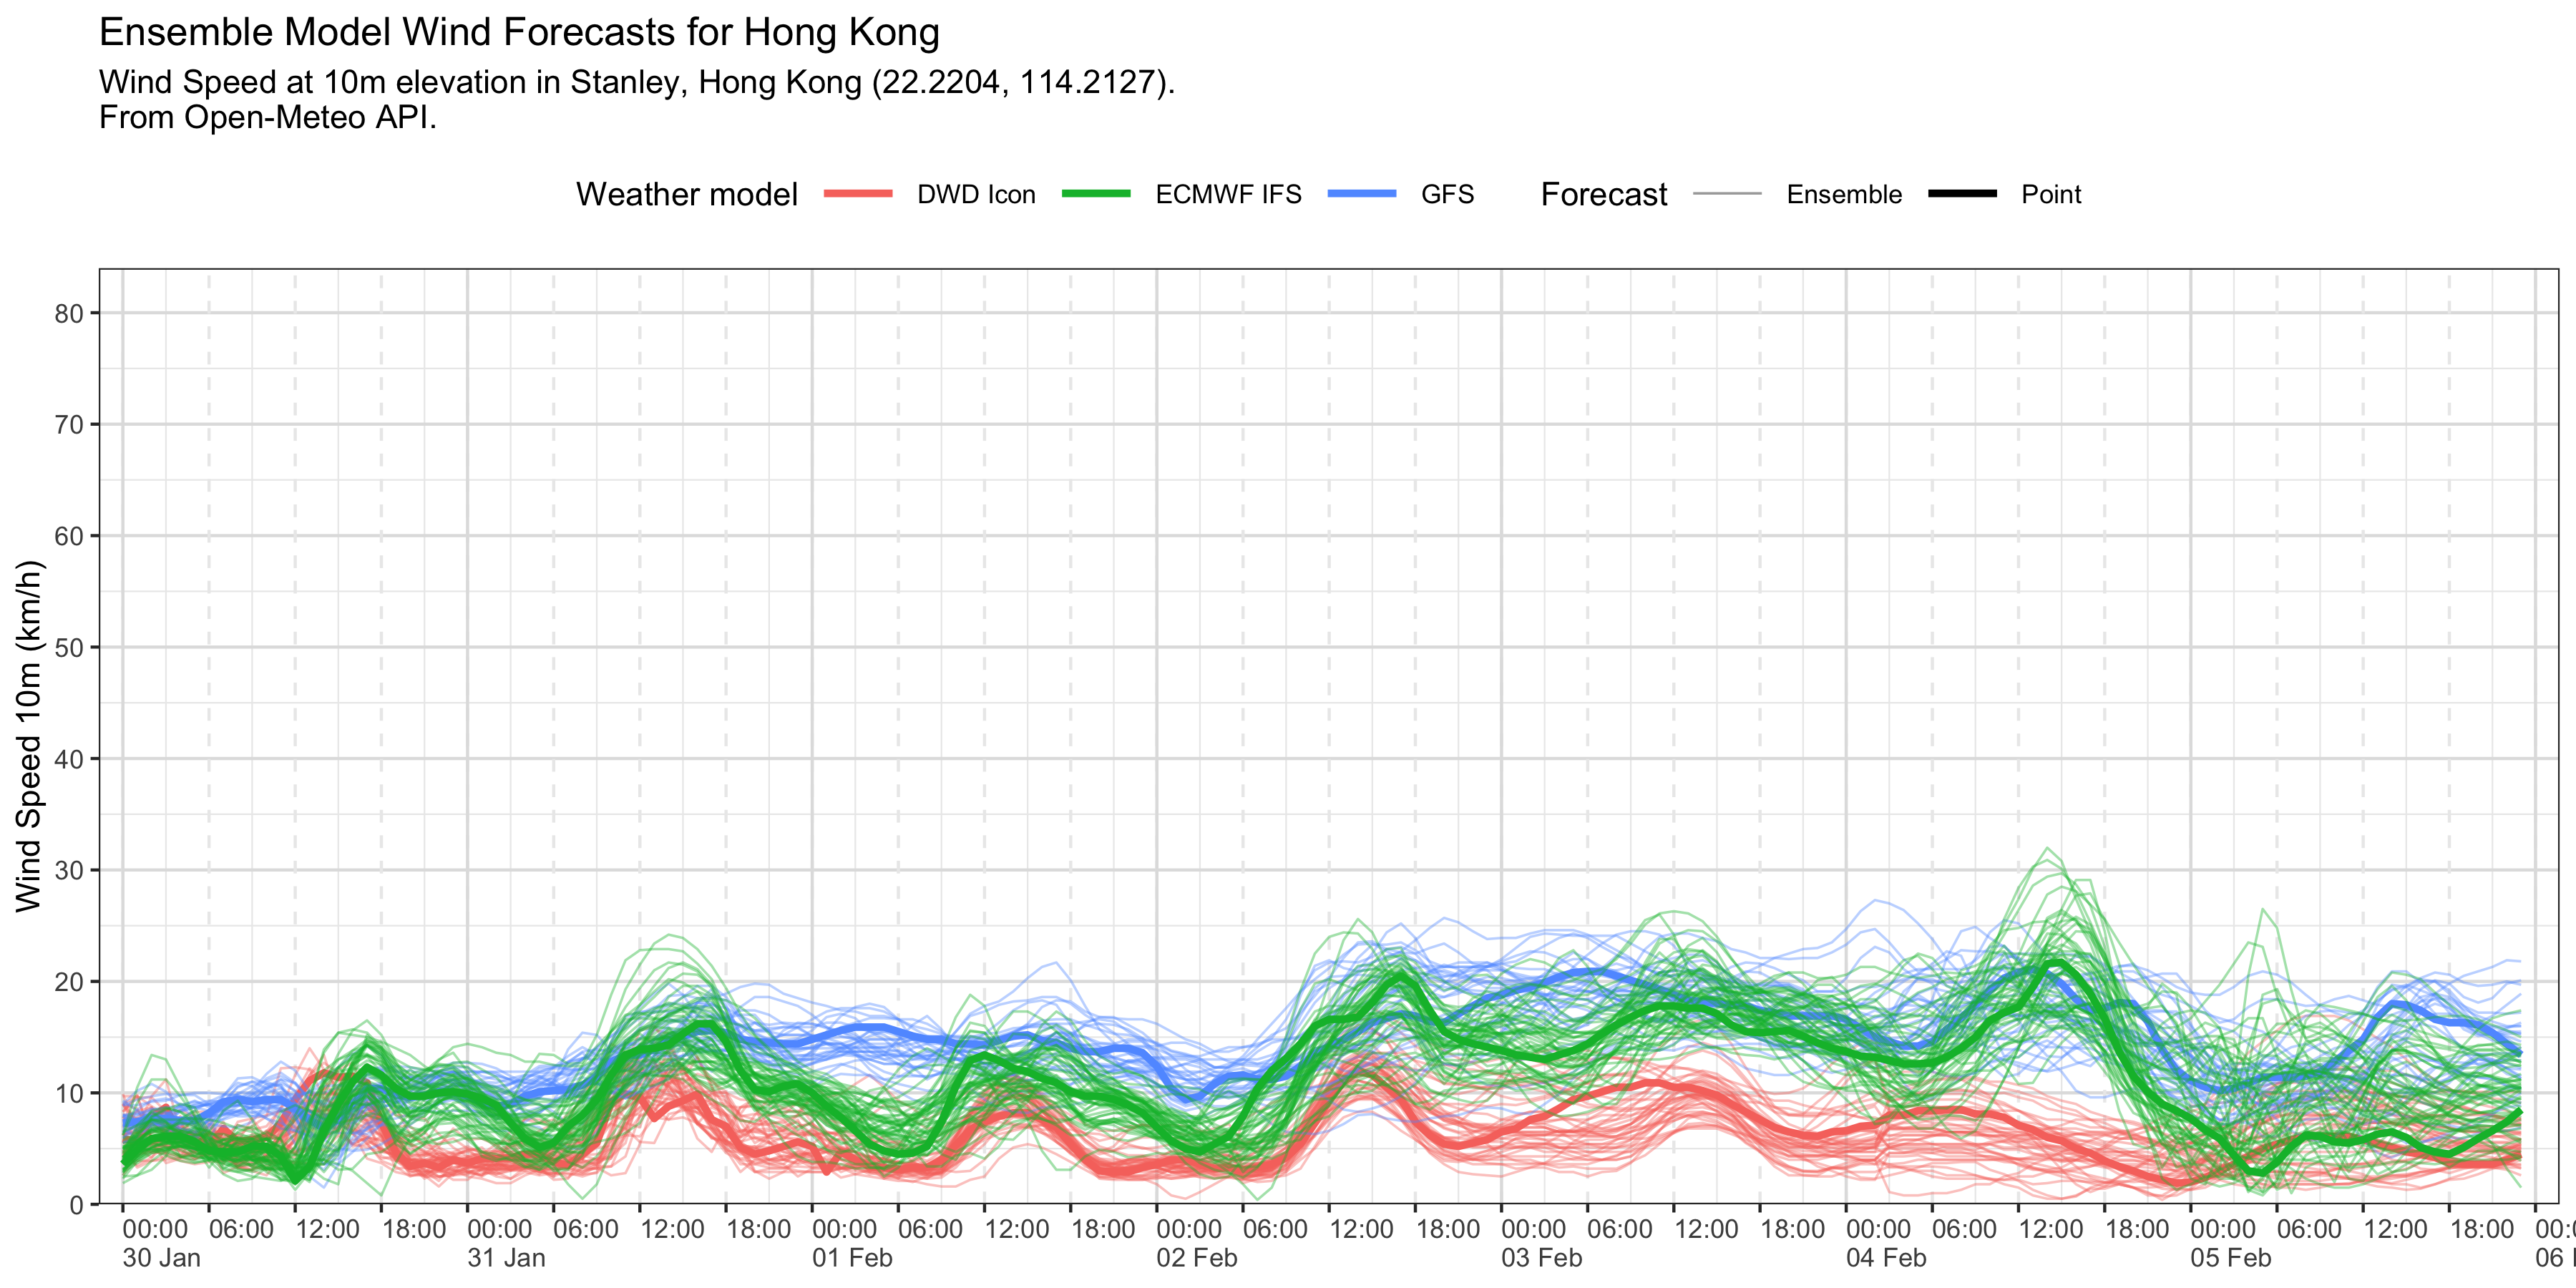 Ensemble Model Wind Forecasts for Hong Kong
Wind Speed at 10m elevation in Stanley, Hong Kong (22.2204, 114.2127).
From Open-Meteo API.
Weather model DWD Icon ECMWF IFS GFS Forecast Ensemble Point
80
70
60
50
40
30
20
10
0
Wind Speed 10m (km/h)
00:00 06:00 12:00 18:00 00:00 06:00 12:00 18:00 00:00 06:00 12:00 18:00 00:00 06:00 12:00 18:00 00:00 06:00 12:00 18:00 00:00 06:00 12:00 18:00 00:00 06:00 12:00 18:00 00:0
30 Jan 31 Jan 01 Feb 02 Feb 03 Feb 04 Feb 05 Feb 06